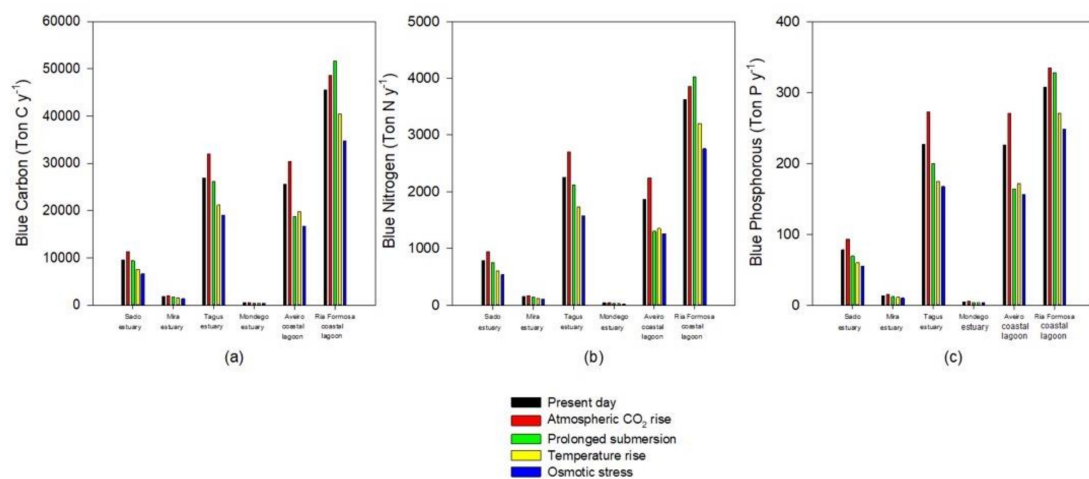 Blue Carbon (Ton C y⁻¹)
60000
50000
40000
30000
20000
10000
0
Sado
estuary
Mira
estuary
Tagus
estuary
Mondego
estuary
Aveiro
coastal
lagoon
Ria Formosa
coastal
lagoon
(a)
Blue Nitrogen (Ton N y⁻¹)
5000
4000
3000
2000
1000
0
Sado
estuary
Mira
estuary
Tagus
estuary
Mondego
estuary
Aveiro
coastal
lagoon
Ria Formosa
coastal
lagoon
(b)
Blue Phosphorous (Ton P y⁻¹)
400
300
200
100
0
Sado
estuary
Mira
estuary
Tagus
estuary
Mondego
estuary
Aveiro
coastal
lagoon
Ria Formosa
coastal
lagoon
(c)
Present day
Atmospheric CO₂ rise
Prolonged submersion
Temperature rise
Osmotic stress